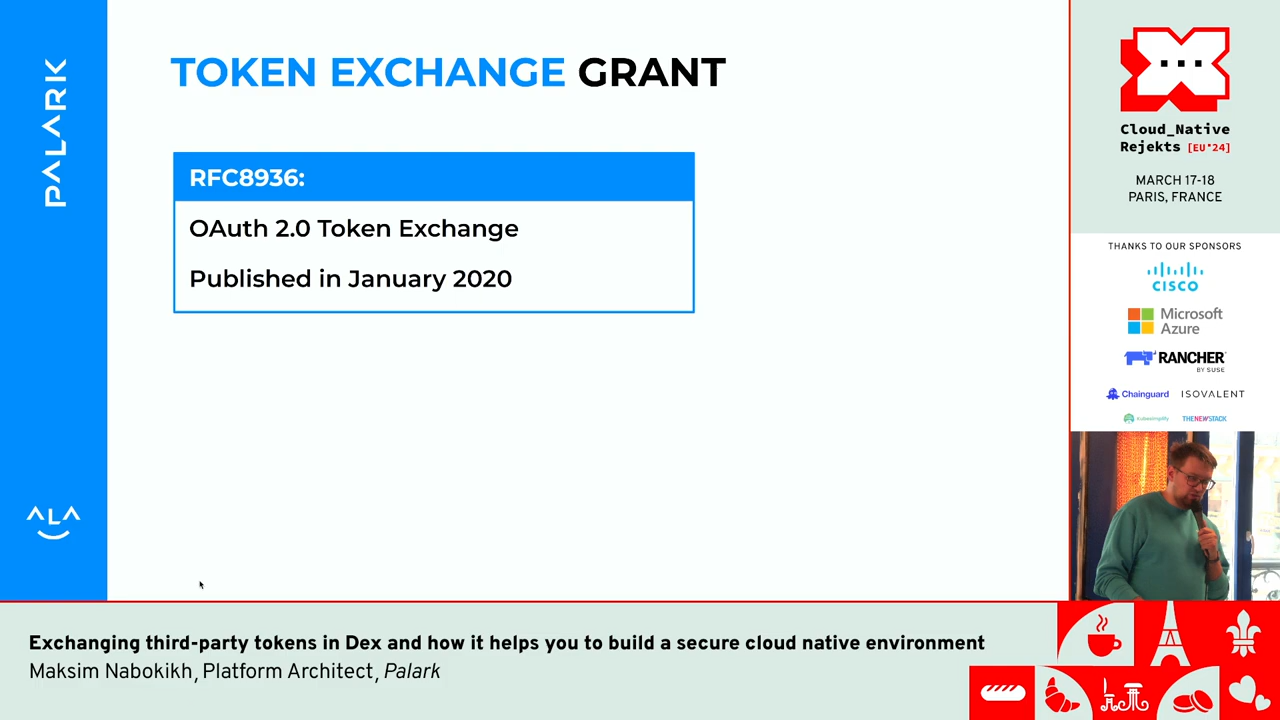 PALARK
TOKEN EXCHANGE GRANT
RFC8936:
OAuth 2.0 Token Exchange
Published in January 2020
ALA
Cloud_Native
Rejekts [EU'24]
MARCH 17-18
PARIS, FRANCE
THANKS TO OUR SPONSORS
CISCO
Microsoft
Azure
RANCHER
BY SUSE
Chainguard
ISOVALENT
kubesimplify
THENEWSTACK
Exchanging third-party tokens in Dex and how it helps you to build a secure cloud native environment
Maksim Nabokikh, Platform Architect, Palark